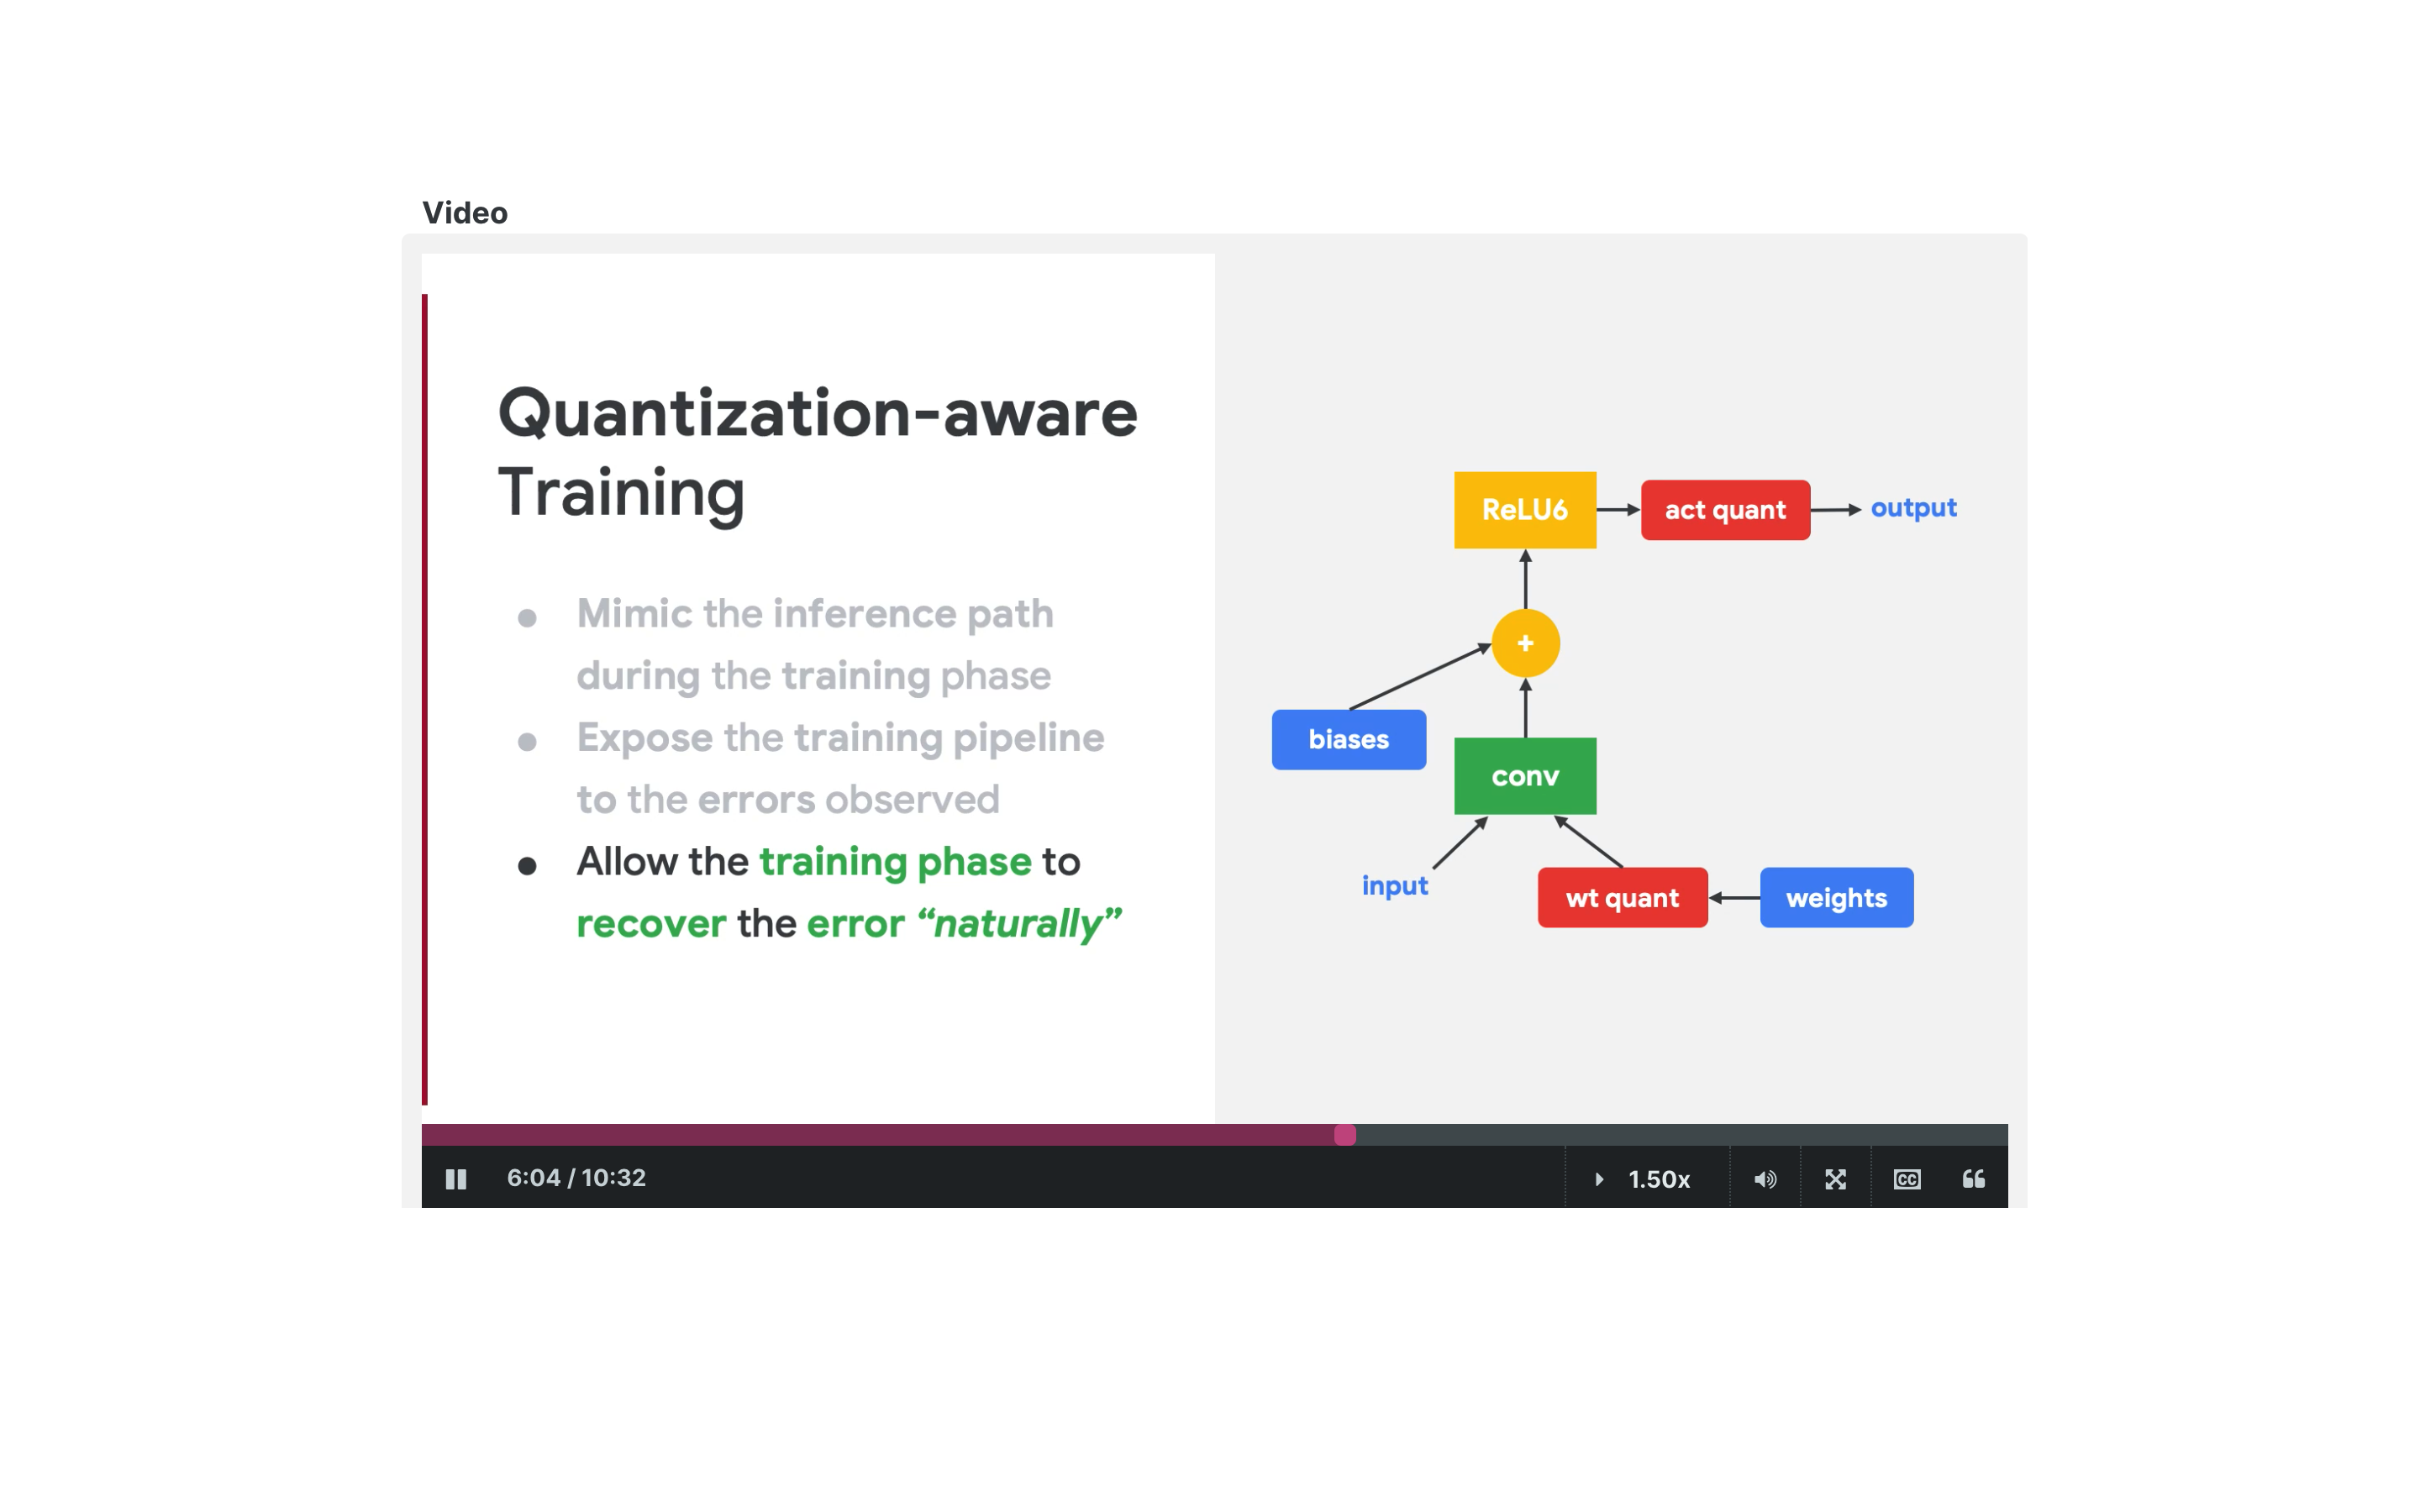 Video
Quantization-aware
Training
● Mimic the inference path
during the training phase
● Expose the training pipeline
to the errors observed
● Allow the training phase to
recover the error “naturally”
ReLU6
act quant
output
+
biases
conv
input
wt quant
weights
6:04 / 10:32
1.50x
CC